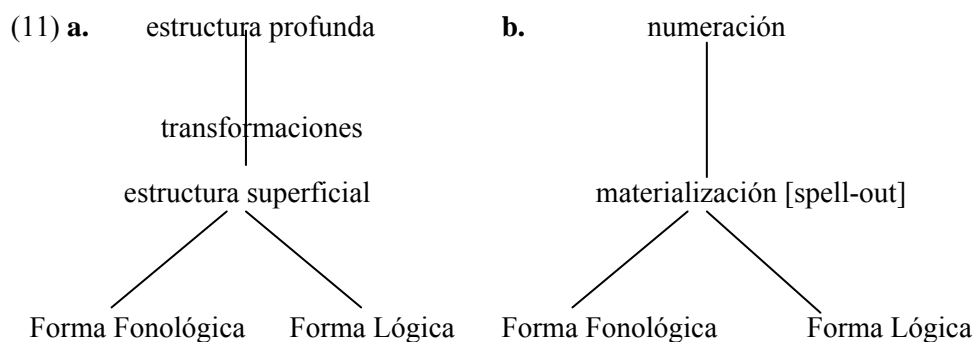 (11) a. estructura profunda b. numeración
transformaciones
estructura superficial materialización [spell-out]
Forma Fonológica Forma Lógica Forma Fonológica Forma Lógica